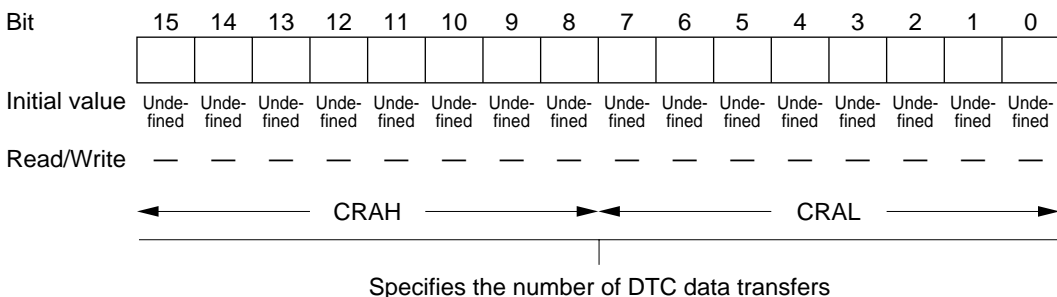 Bit 15 14 13 12 11 10 9 8 7 6 5 4 3 2 1 0
Initial value Unde- Unde- Unde- Unde- Unde- Unde- Unde- Unde- Unde- Unde- Unde- Unde- Unde- Unde- Unde- Unde-
fined fined fined fined fined fined fined fined fined fined fined fined fined fined fined fined
Read/Write — — — — — — — — — — — — — — — —
CRAH CRAL
Specifies the number of DTC data transfers